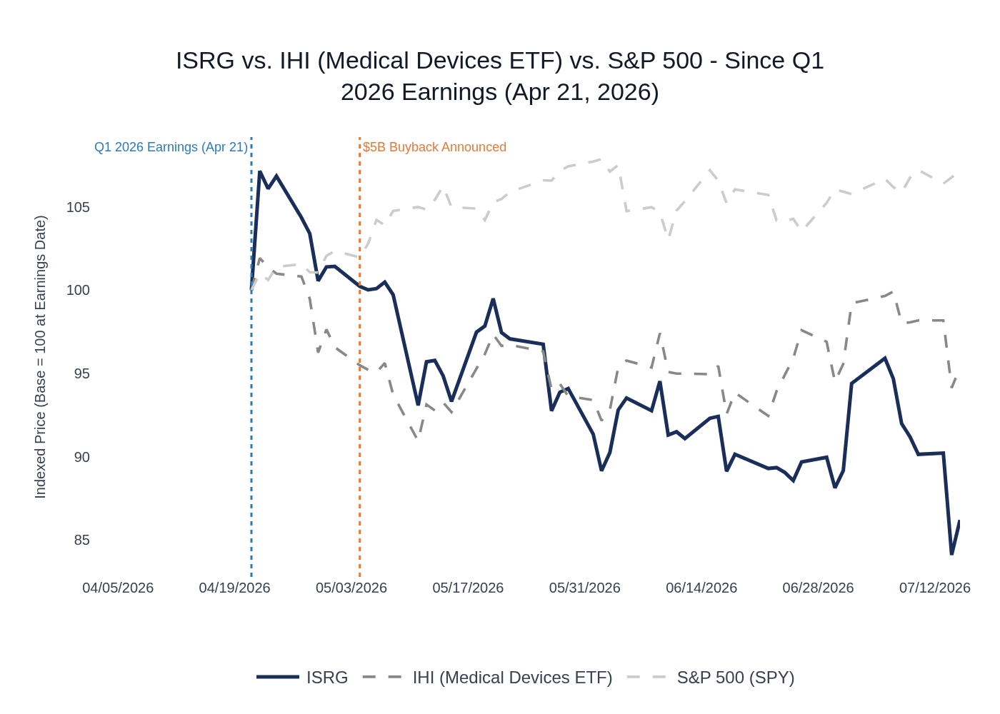 ISRG vs. IHI (Medical Devices ETF) vs. S&P 500 - Since Q1
2026 Earnings (Apr 21, 2026)
Q1 2026 Earnings (Apr 21)
$5B Buyback Announced
Indexed Price (Base = 100 at Earnings Date)
105
100
95
90
85
04/05/2026
04/19/2026
05/03/2026
05/17/2026
05/31/2026
06/14/2026
06/28/2026
07/12/2026
ISRG
IHI (Medical Devices ETF)
S&P 500 (SPY)